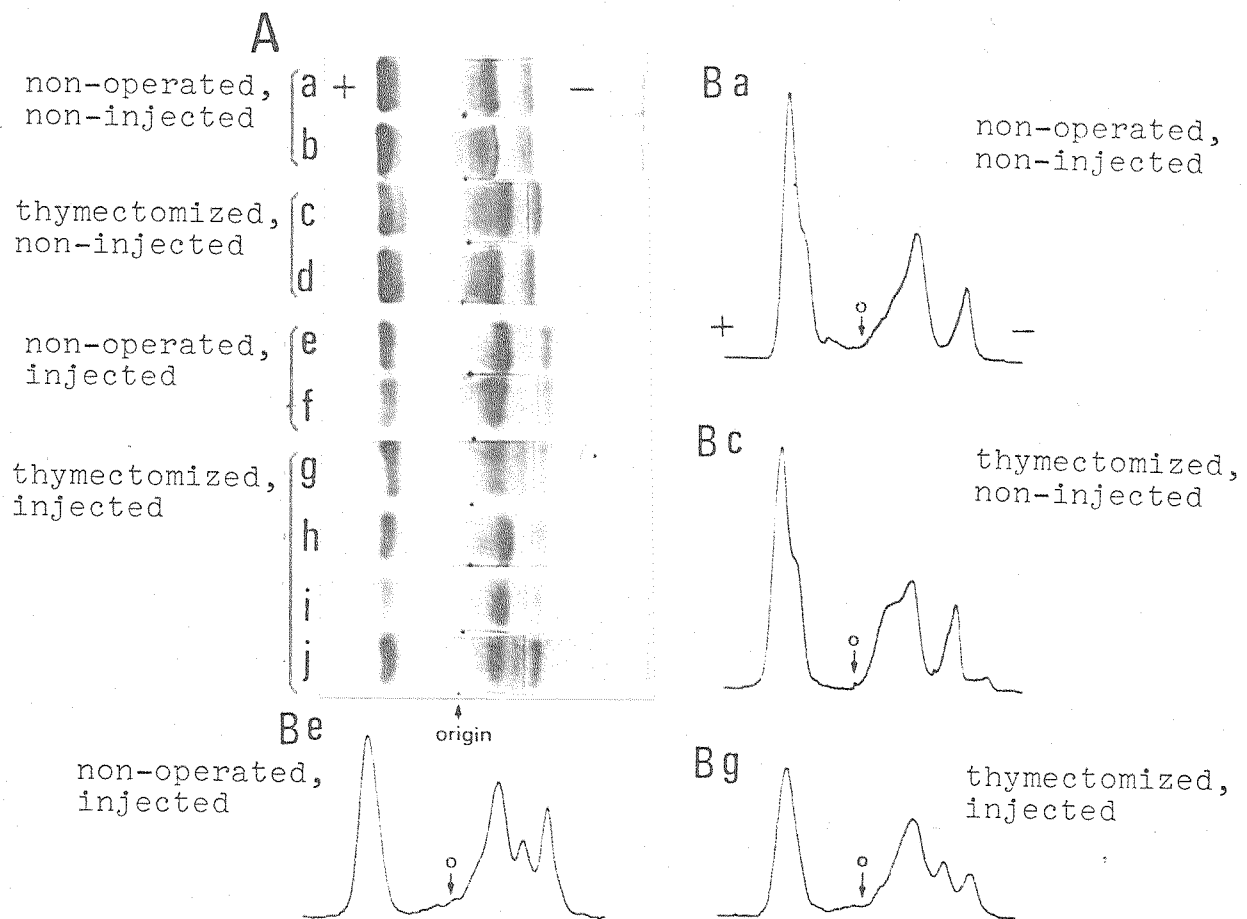 A
non-operated,
non-injected
a + -
b
thymectomized,
non-injected
c
d
non-operated,
injected
e
f
thymectomized,
injected
g
h
i
j
origin
B a
non-operated,
non-injected
o
+ -
B c
thymectomized,
non-injected
o
B e
non-operated,
injected
o
B g
thymectomized,
injected
o